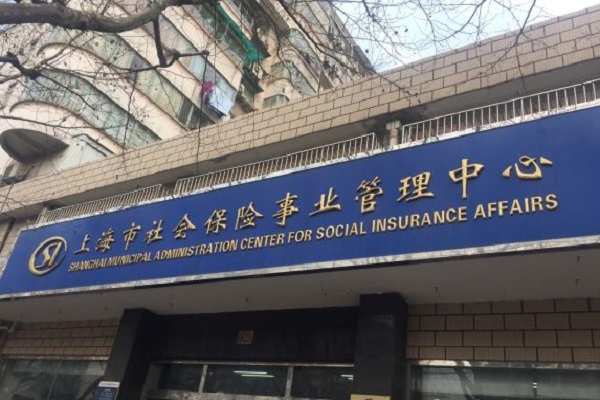 上海市社会保险事业管理中心
SHANGHAI MUNICIPAL ADMINISTRATION CENTER FOR SOCIAL INSURANCE AFFAIRS